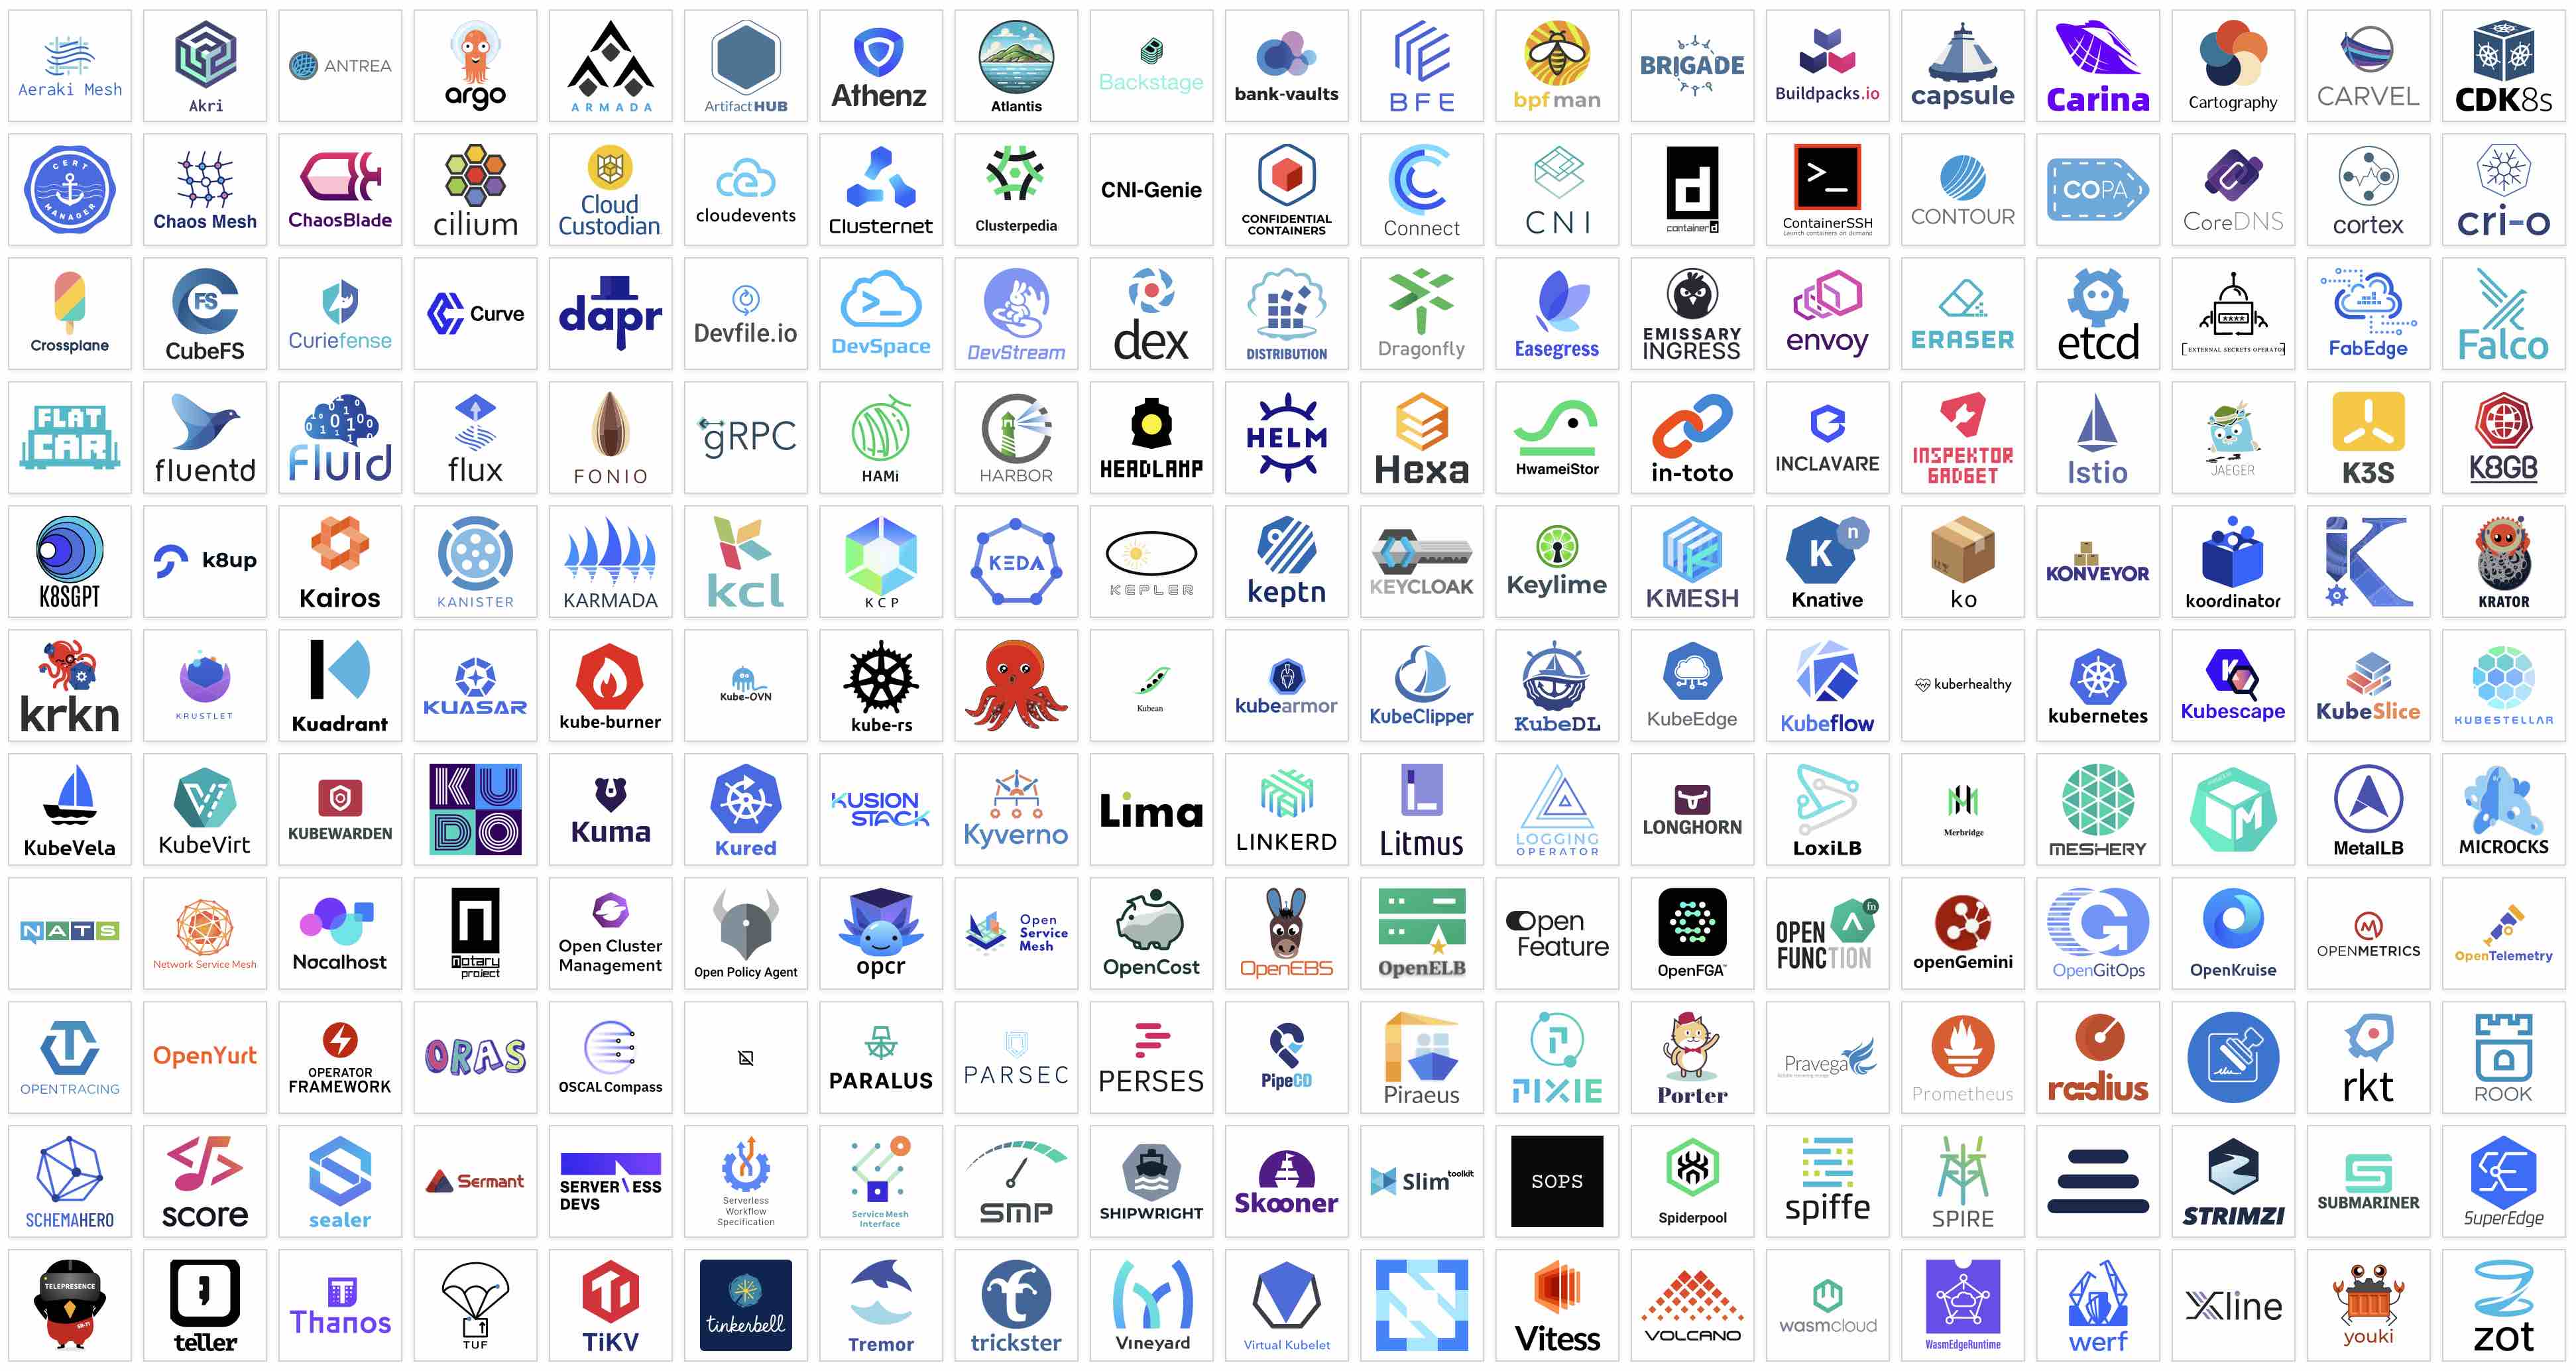 Aeraki Mesh
Akri
ANTREA
argo
ARMADA
Artifact HUB
Athenz
Atlantis
Backstage
bank-vaults
BFE
bpfman
BRIGADE
Buildpacks.io
capsule
Carina
Cartography
CARVEL
CDK8s
CERT
MANAGER
Chaos Mesh
ChaosBlade
cilium
Cloud
Custodian
cloudevents
Clusternet
Clusterpedia
CNI-Genie
CONFIDENTIAL
CONTAINERS
Connect
CNI
d
containerd
>_
ContainerSSH
Launch containers on demand
CONTOUR
COPA
CoreDNS
cortex
cri-o
Crossplane
FS
CubeFS
Curiefense
Curve
dapr
Devfile.io
>_
DevSpace
DevStream
dex
DISTRIBUTION
Dragonfly
Easegress
EMISSARY
INGRESS
envoy
ERASER
etcd
****
[EXTERNAL SECRETS OPERATOR]
FabEdge
Falco
FLAT
CAR
fluentd
Fluid
flux
FONIO
gRPC
HAMi
HARBOR
HEADLAMP
HELM
Hexa
HwameiStor
in-toto
INCLAVARE
INSPEKTOR
GADGET
Istio
JAEGER
K3S
K8GB
K8SGPT
k8up
Kairos
KANISTER
KARMADA
kcl
KCP
KEDA
KEPLER
keptn
KEYCLOAK
Keylime
KMESH
K
n
Knative
ko
KONVEYOR
koordinator
K
KRATOR
krkn
KRUSTLET
Kuadrant
KUASAR
kube-burner
Kube-OVN
kube-rs
Kubean
kubearmor
KubeClipper
KubeDL
KubeEdge
Kubeflow
kuberhealthy
kubernetes
Kubescape
KubeSlice
KUBESTELLAR
KubeVela
KubeVirt
KUBEWARDEN
KU
DO
Kuma
Kured
KUSION
STACK
Kyverno
Lima
LINKERD
Litmus
LOGGING
OPERATOR
LONGHORN
LoxiLB
Merbridge
MESHERY
M
MetalLB
MICROCKS
NATS
Network Service Mesh
Nocalhost
n
notary
project
Open Cluster
Management
Open Policy Agent
opcr
Open
Service
Mesh
OpenCost
OpenEBS
OpenELB
Open
Feature
OpenFGA™
fn
OPEN
FUNCTION
openGemini
OpenGitOps
OpenKruise
OPENMETRICS
OpenTelemetry
OPENTRACING
OpenYurt
OPERATOR
FRAMEWORK
ORAS
OSCAL Compass
PARALUS
PARSEC
PERSES
PipeCD
Piraeus
PIXIE
Porter
Pravega
Prometheus
radius
rkt
ROOK
SCHEMAHERO
score
sealer
Sermant
SERVERLESS
DEVS
Serverless
Workflow
Specification
Service Mesh
Interface
SMP
SHIPWRIGHT
Skooner
Slim toolkit
SOPS
Spiderpool
spiffe
SPIRE
STRIMZI
SUBMARINER
SuperEdge
TELEPRESENCE
teller
Thanos
TUF
TiKV
tinkerbell
Tremor
trickster
Vineyard
Virtual Kubelet
Vitess
VOLCANO
wasmcloud
WasmEdgeRuntime
werf
Xline
youki
zot